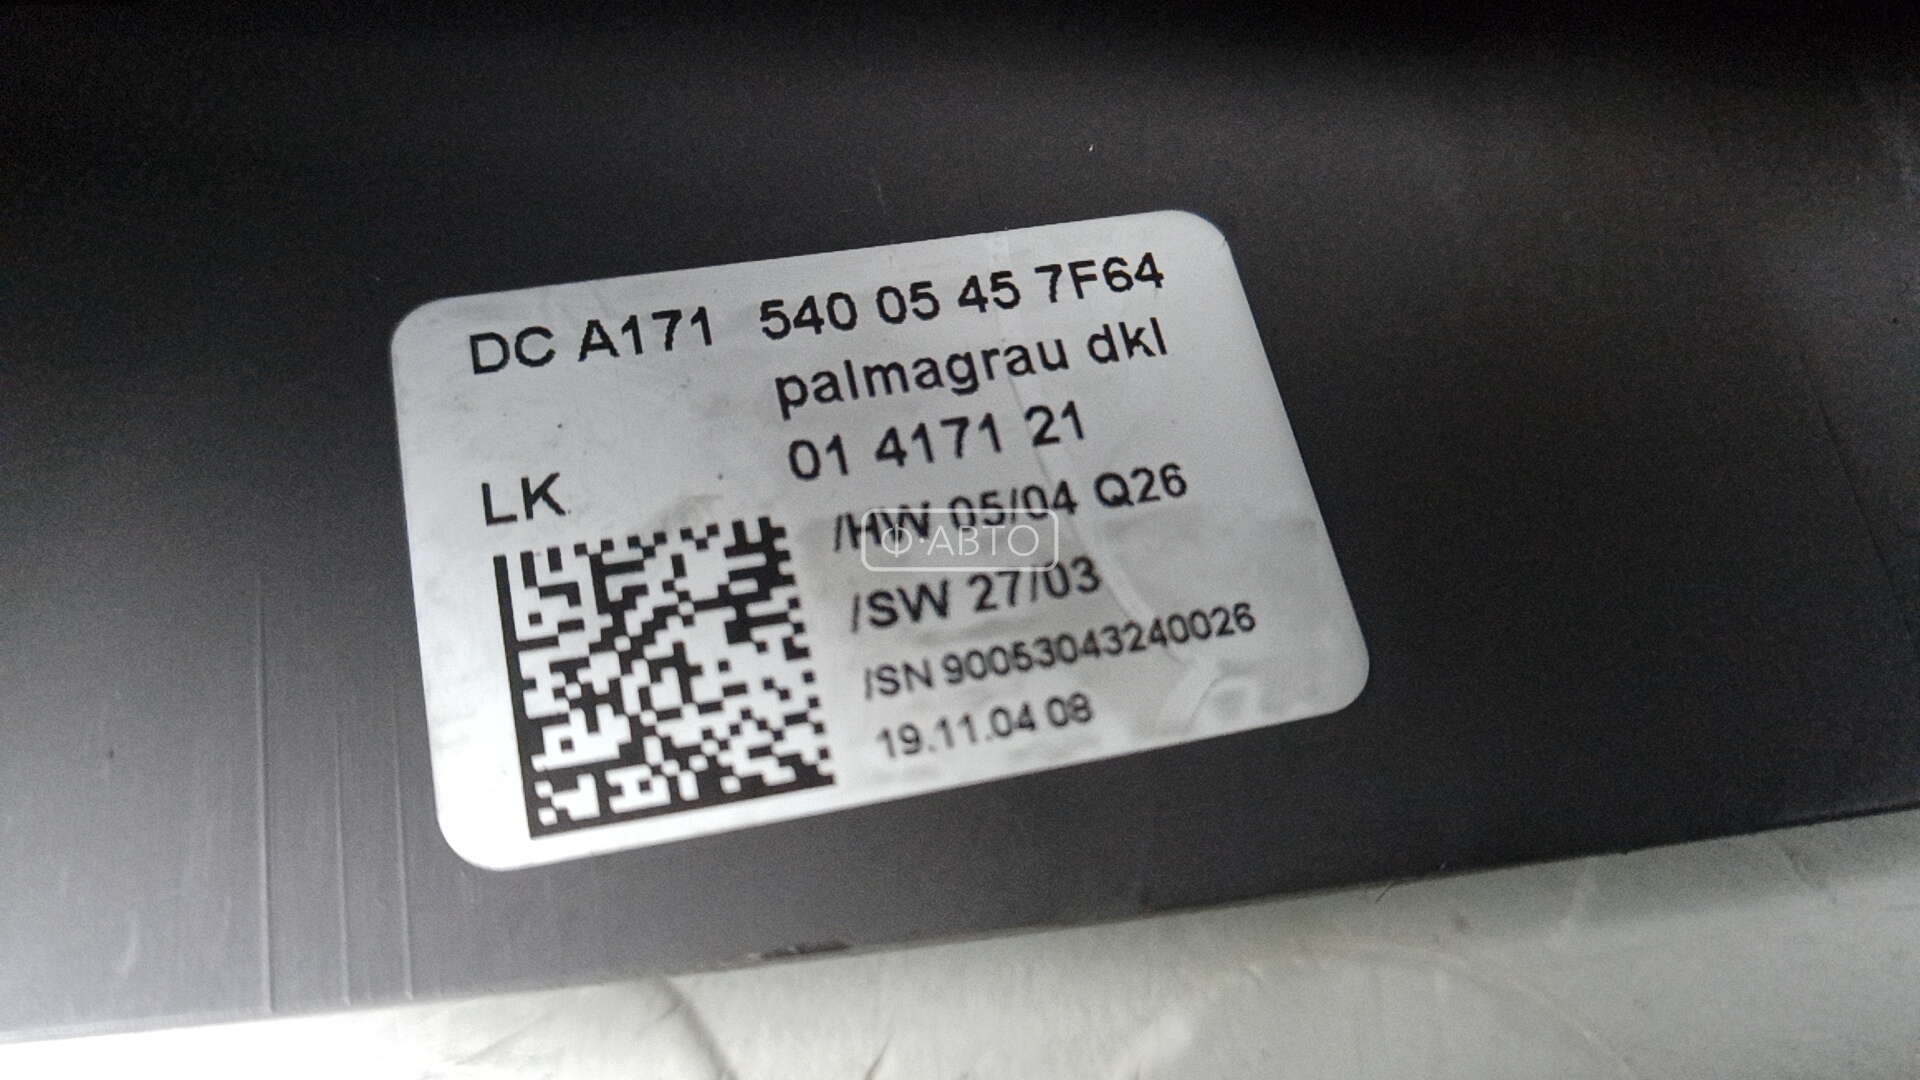 DC A171 540 05 45 7F64
palmagrau dkl
01 4171 21
LK
/HW 05/04 Q26
Ф·АВТО
/SW 27/03
/SN 90053043240026
19.11.04 08